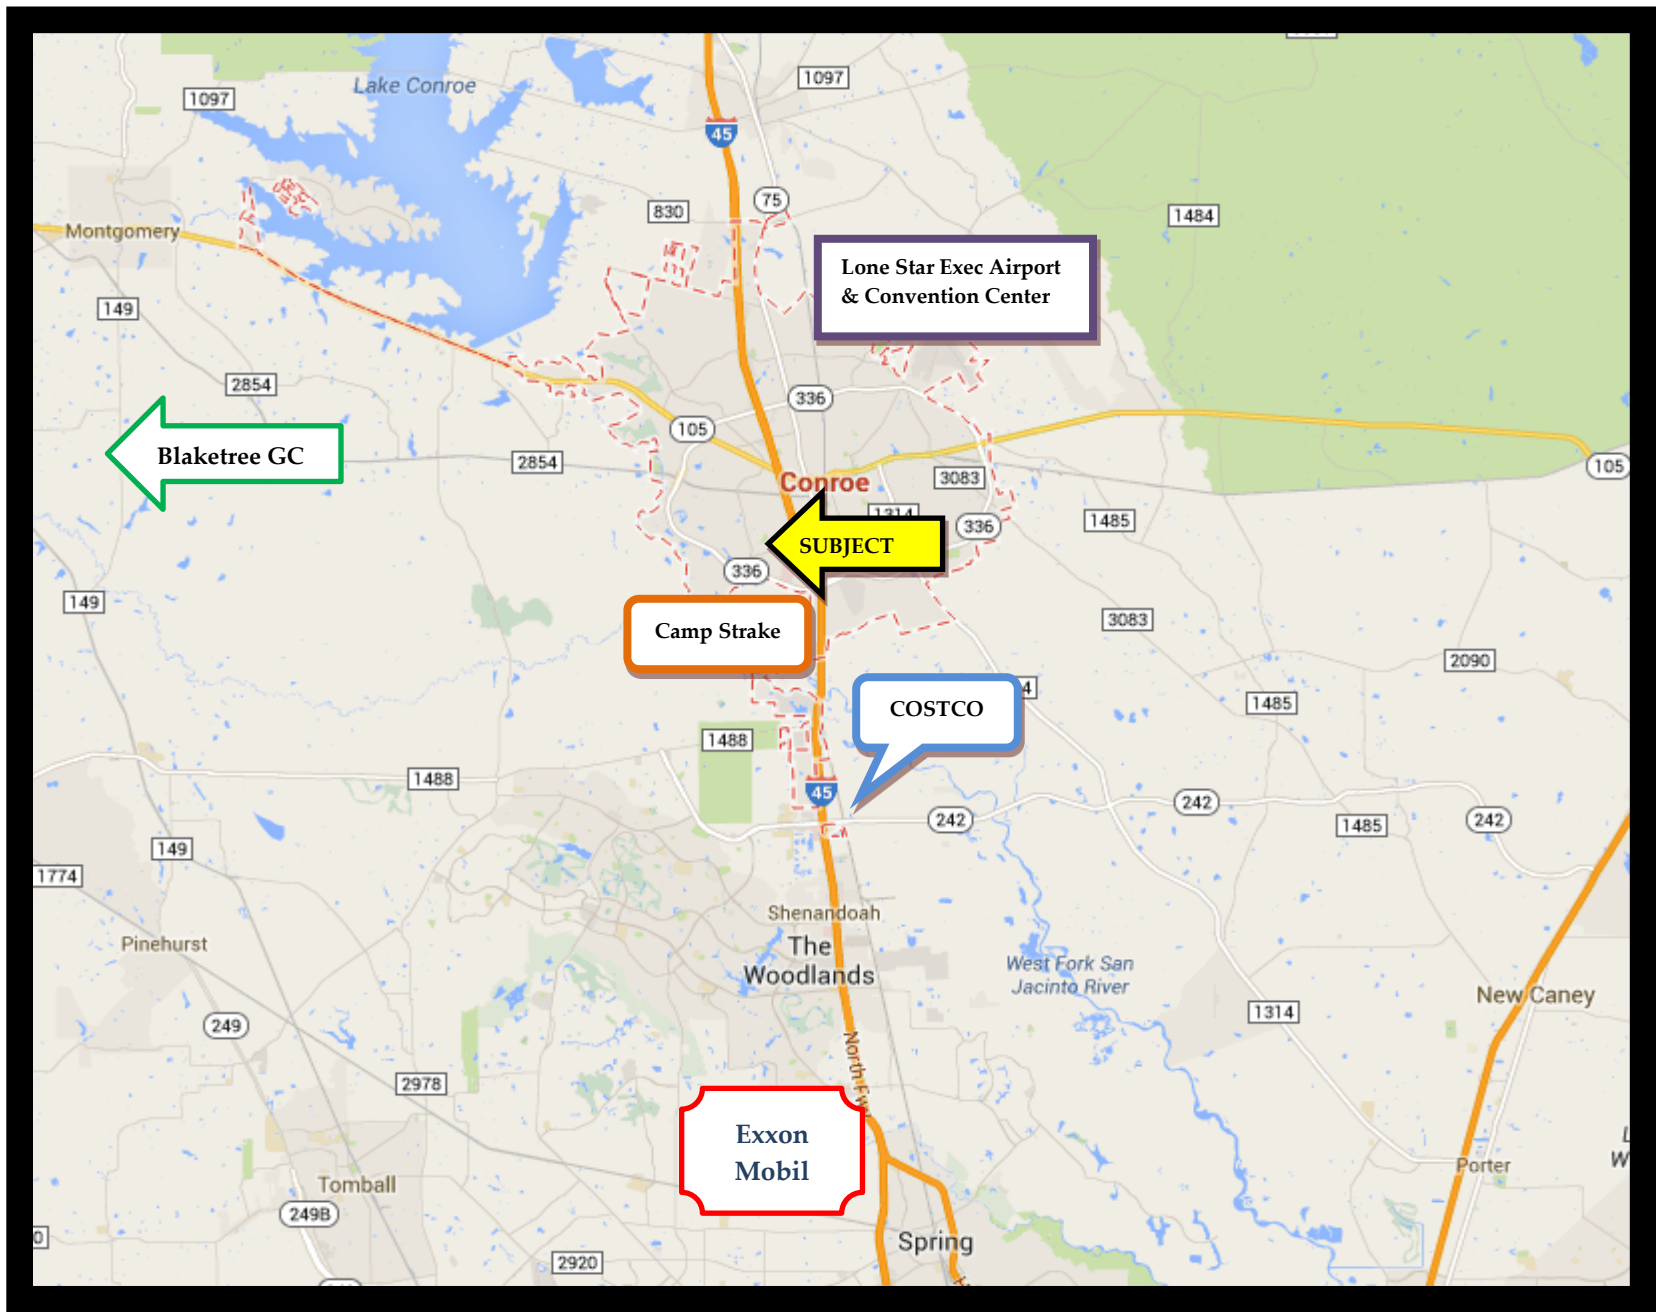 Lake Conroe
1097
1097
45
75
830
1484
Montgomery
Lone Star Exec Airport
& Convention Center
149
2854
336
105
Blaketree GC
2854
105
Conroe
3083
1314
336
1485
SUBJECT
336
149
Camp Strake
3083
2090
4
1485
COSTCO
1488
1488
45
242
242
242
1485
149
1774
Shenandoah
Pinehurst
The
Woodlands
West Fork San
Jacinto River
New Caney
249
1314
North Fwy
2978
Exxon
Mobil
Porter
Tomball
249B
Spring
2920